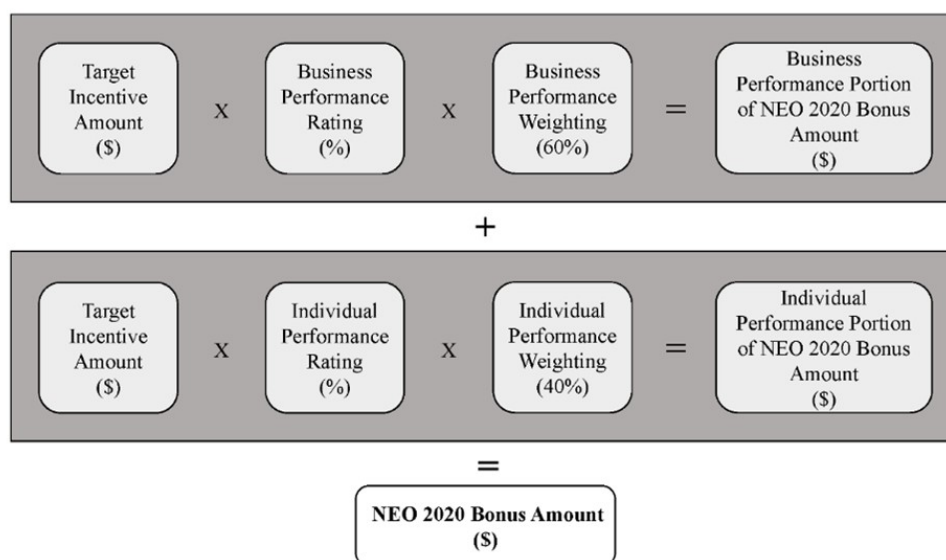 Target
Incentive
Amount
($)
X
Business
Performance
Rating
(%)
X
Business
Performance
Weighting
(60%)
=
Business
Performance Portion
of NEO 2020 Bonus
Amount
($)
+
Target
Incentive
Amount
($)
X
Individual
Performance
Rating
(%)
X
Individual
Performance
Weighting
(40%)
=
Individual
Performance Portion
of NEO 2020 Bonus
Amount
($)
=
NEO 2020 Bonus Amount
($)